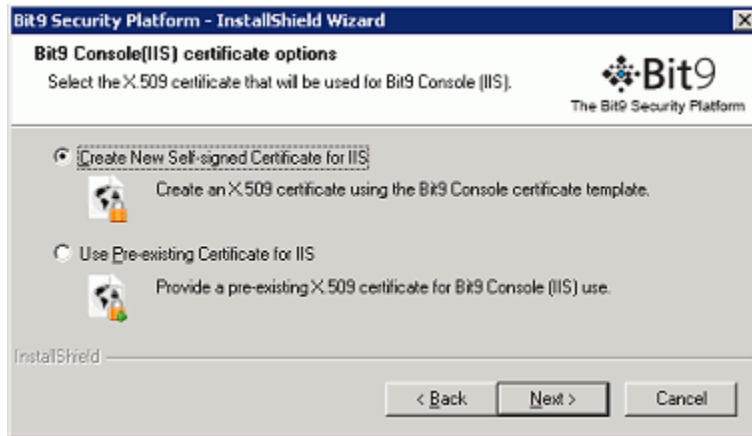 Bit9 Security Platform - InstallShield Wizard
Bit9 Console(IIS) certificate options
Select the X.509 certificate that will be used for Bit9 Console (IIS).
Bit9
The Bit9 Security Platform
Create New Self-signed Certificate for IIS
Create an X.509 certificate using the Bit9 Console certificate template.
Use Pre-existing Certificate for IIS
Provide a pre-existing X.509 certificate for Bit9 Console (IIS) use.
InstallShield
< Back
Next >
Cancel